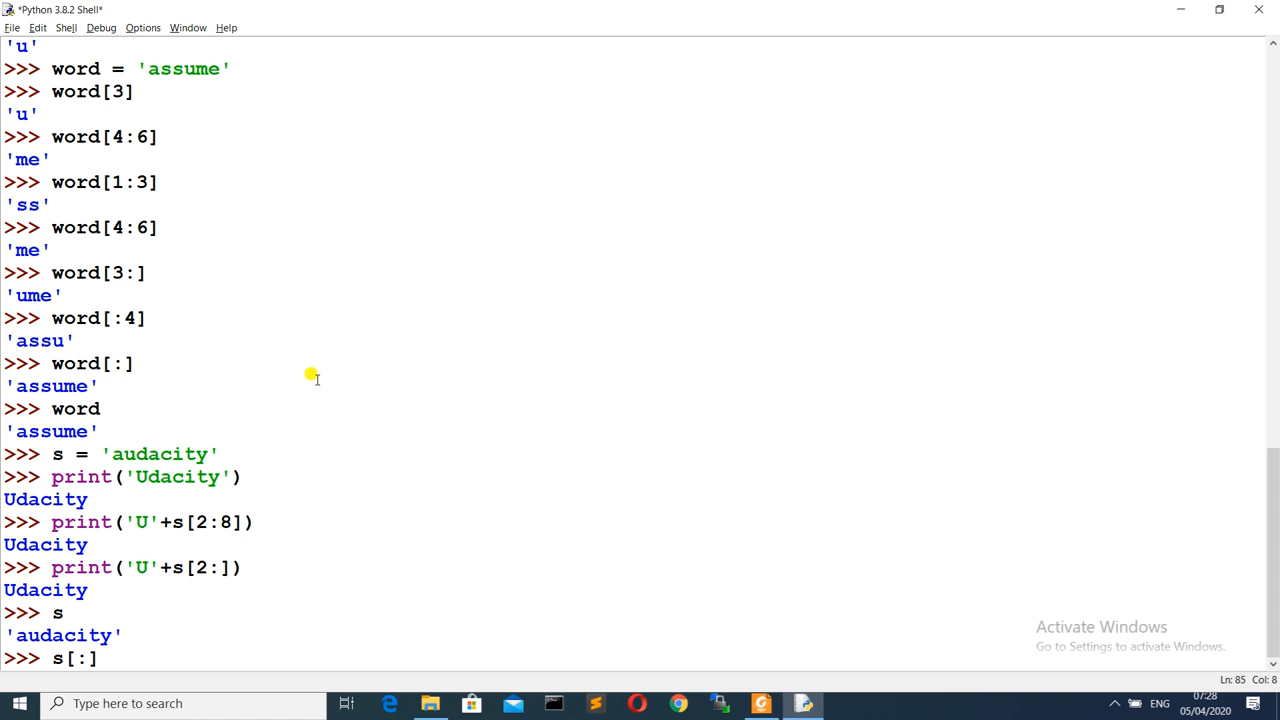 *Python 3.8.2 Shell*
File Edit Shell Debug Options Window Help
'u'
>>> word = 'assume'
>>> word[3]
'u'
>>> word[4:6]
'me'
>>> word[1:3]
'ss'
>>> word[4:6]
'me'
>>> word[3:]
'ume'
>>> word[:4]
'assu'
>>> word[:]
'assume'
>>> word
'assume'
>>> s = 'audacity'
>>> print('Udacity')
Udacity
>>> print('U'+s[2:8])
Udacity
>>> print('U'+s[2:])
Udacity
>>> s
'audacity'
>>> s[:]
Activate Windows
Go to Settings to activate Windows.
Ln: 85 Col: 8
Type here to search
ENG
07:28
05/04/2020